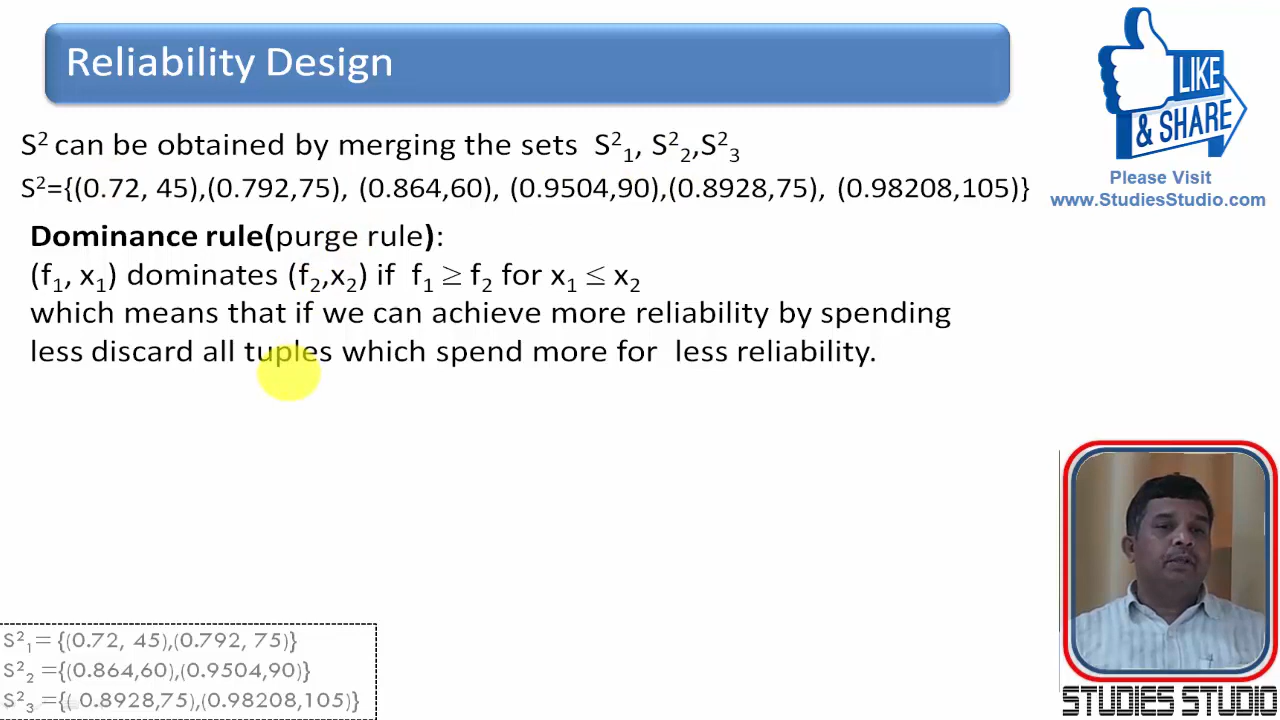 Reliability Design
LIKE
& SHARE
Please Visit
www.StudiesStudio.com
S²can be obtained by merging the sets S²₁, S²₂,S²₃
S²={(0.72, 45),(0.792,75), (0.864,60), (0.9504,90),(0.8928,75), (0.98208,105)}
Dominance rule(purge rule):
(f₁, x₁) dominates (f₂,x₂) if f₁ ≥ f₂ for x₁ ≤ x₂
which means that if we can achieve more reliability by spending
less discard all tuples which spend more for less reliability.
S²₁= {(0.72, 45),(0.792, 75)}
S²₂ ={(0.864,60),(0.9504,90)}
S²₃ ={( 0.8928,75),(0.98208,105)}
STUDIES STUDIO